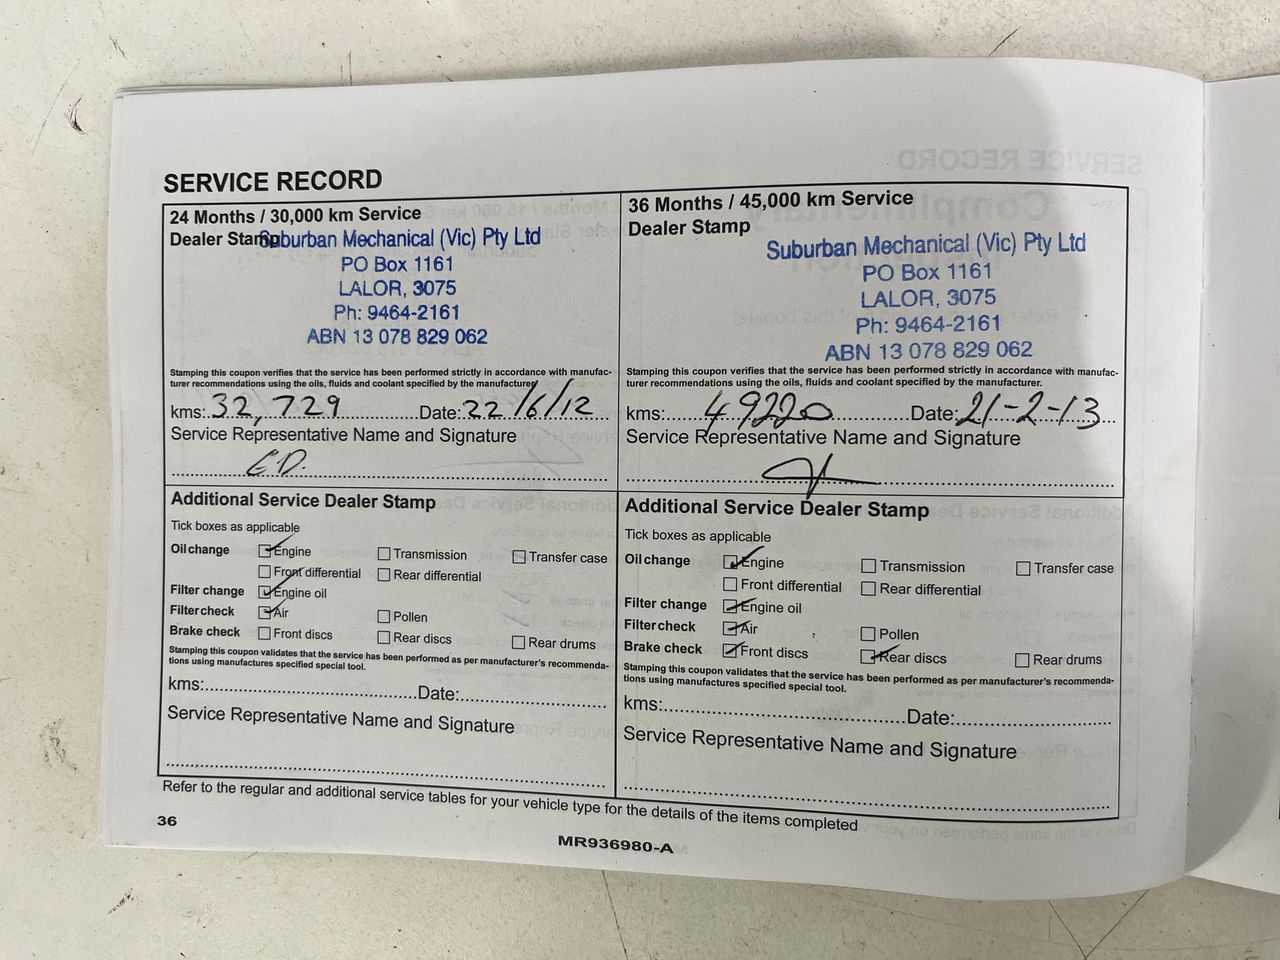 SERVICE RECORD
24 Months / 30,000 km Service
Dealer Stamp
Suburban Mechanical (Vic) Pty Ltd
PO Box 1161
LALOR, 3075
Ph: 9464-2161
ABN 13 078 829 062
Stamping this coupon verifies that the service has been performed strictly in accordance with manufac-
turer recommendations using the oils, fluids and coolant specified by the manufacturer.
kms: 32,729 Date: 22/6/12
Service Representative Name and Signature
ED.
Additional Service Dealer Stamp
Tick boxes as applicable
Oil change Engine Transmission Transfer case
Front differential Rear differential
Filter change Engine oil
Filter check Air Pollen
Brake check Front discs Rear discs Rear drums
Stamping this coupon validates that the service has been performed as per manufacturer's recommenda-
tions using manufactures specified special tool.
kms: Date:
Service Representative Name and Signature
36 Months / 45,000 km Service
Dealer Stamp
Suburban Mechanical (Vic) Pty Ltd
PO Box 1161
LALOR, 3075
Ph: 9464-2161
ABN 13 078 829 062
Stamping this coupon verifies that the service has been performed strictly in accordance with manufac-
turer recommendations using the oils, fluids and coolant specified by the manufacturer.
kms: 49220 Date: 21-2-13
Service Representative Name and Signature
Additional Service Dealer Stamp
Tick boxes as applicable
Oil change Engine Transmission Transfer case
Front differential Rear differential
Filter change Engine oil
Filter check Air Pollen
Brake check Front discs Rear discs Rear drums
Stamping this coupon validates that the service has been performed as per manufacturer's recommenda-
tions using manufactures specified special tool.
kms: Date:
Service Representative Name and Signature
Refer to the regular and additional service tables for your vehicle type for the details of the items completed
36
MR936980-A